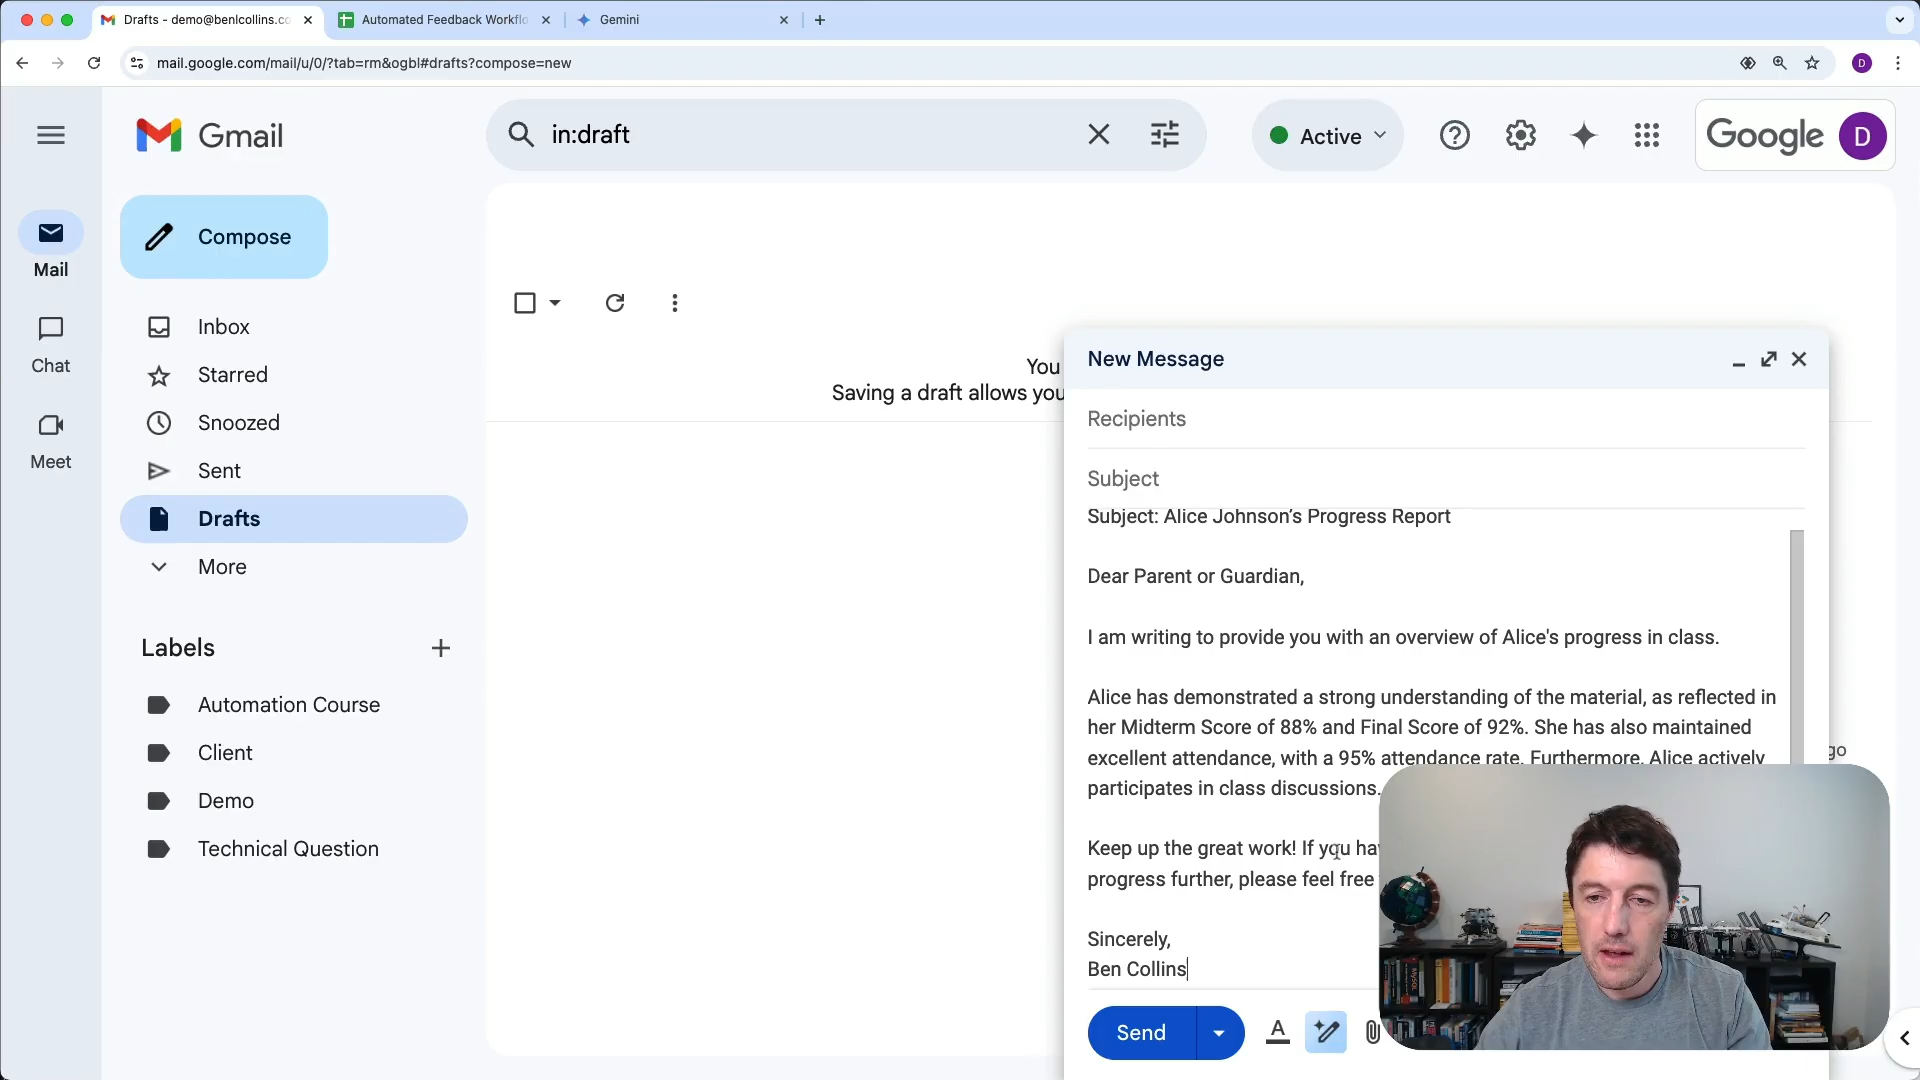 Drafts - demo@benlcollins.co
Automated Feedback Workflo
Gemini
mail.google.com/mail/u/0/?tab=rm&ogbl#drafts?compose=new
D
Gmail
in:draft
Active
Google
D
Compose
Mail
Chat
Meet
Inbox
Starred
Snoozed
Sent
Drafts
More
Labels
Automation Course
Client
Demo
Technical Question
You
Saving a draft allows you
go
New Message
Recipients
Subject
Subject: Alice Johnson’s Progress Report
Dear Parent or Guardian,
I am writing to provide you with an overview of Alice's progress in class.
Alice has demonstrated a strong understanding of the material, as reflected in
her Midterm Score of 88% and Final Score of 92%. She has also maintained
excellent attendance, with a 95% attendance rate. Furthermore, Alice actively
participates in class discussions.
Keep up the great work! If you hav
progress further, please feel free
Sincerely,
Ben Collins
Send
A
MySQL